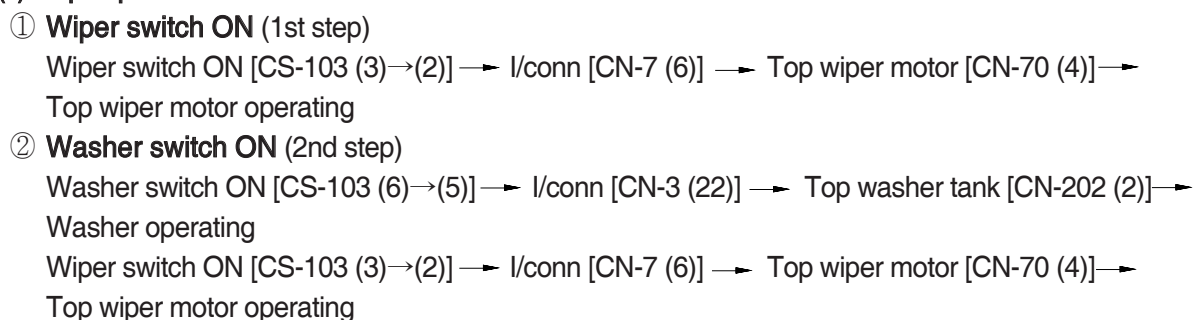 ① Wiper switch ON (1st step)
Wiper switch ON [CS-103 (3)→(2)] → I/conn [CN-7 (6)] → Top wiper motor [CN-70 (4)] →
Top wiper motor operating
② Washer switch ON (2nd step)
Washer switch ON [CS-103 (6)→(5)] → I/conn [CN-3 (22)] → Top washer tank [CN-202 (2)] →
Washer operating
Wiper switch ON [CS-103 (3)→(2)] → I/conn [CN-7 (6)] → Top wiper motor [CN-70 (4)] →
Top wiper motor operating